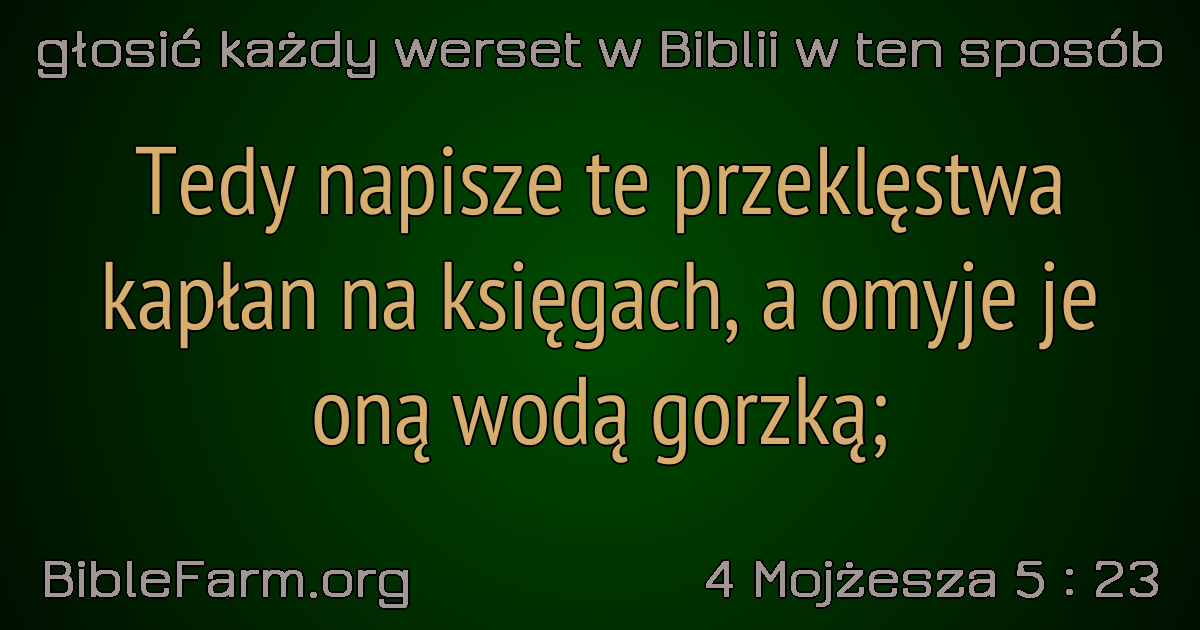 głosić każdy werset w Biblii w ten sposób
Tedy napisze te przeklęstwa
kapłan na księgach, a omyje je
oną wodą gorzką;
BibleFarm.org
4 Mojżesza 5 : 23